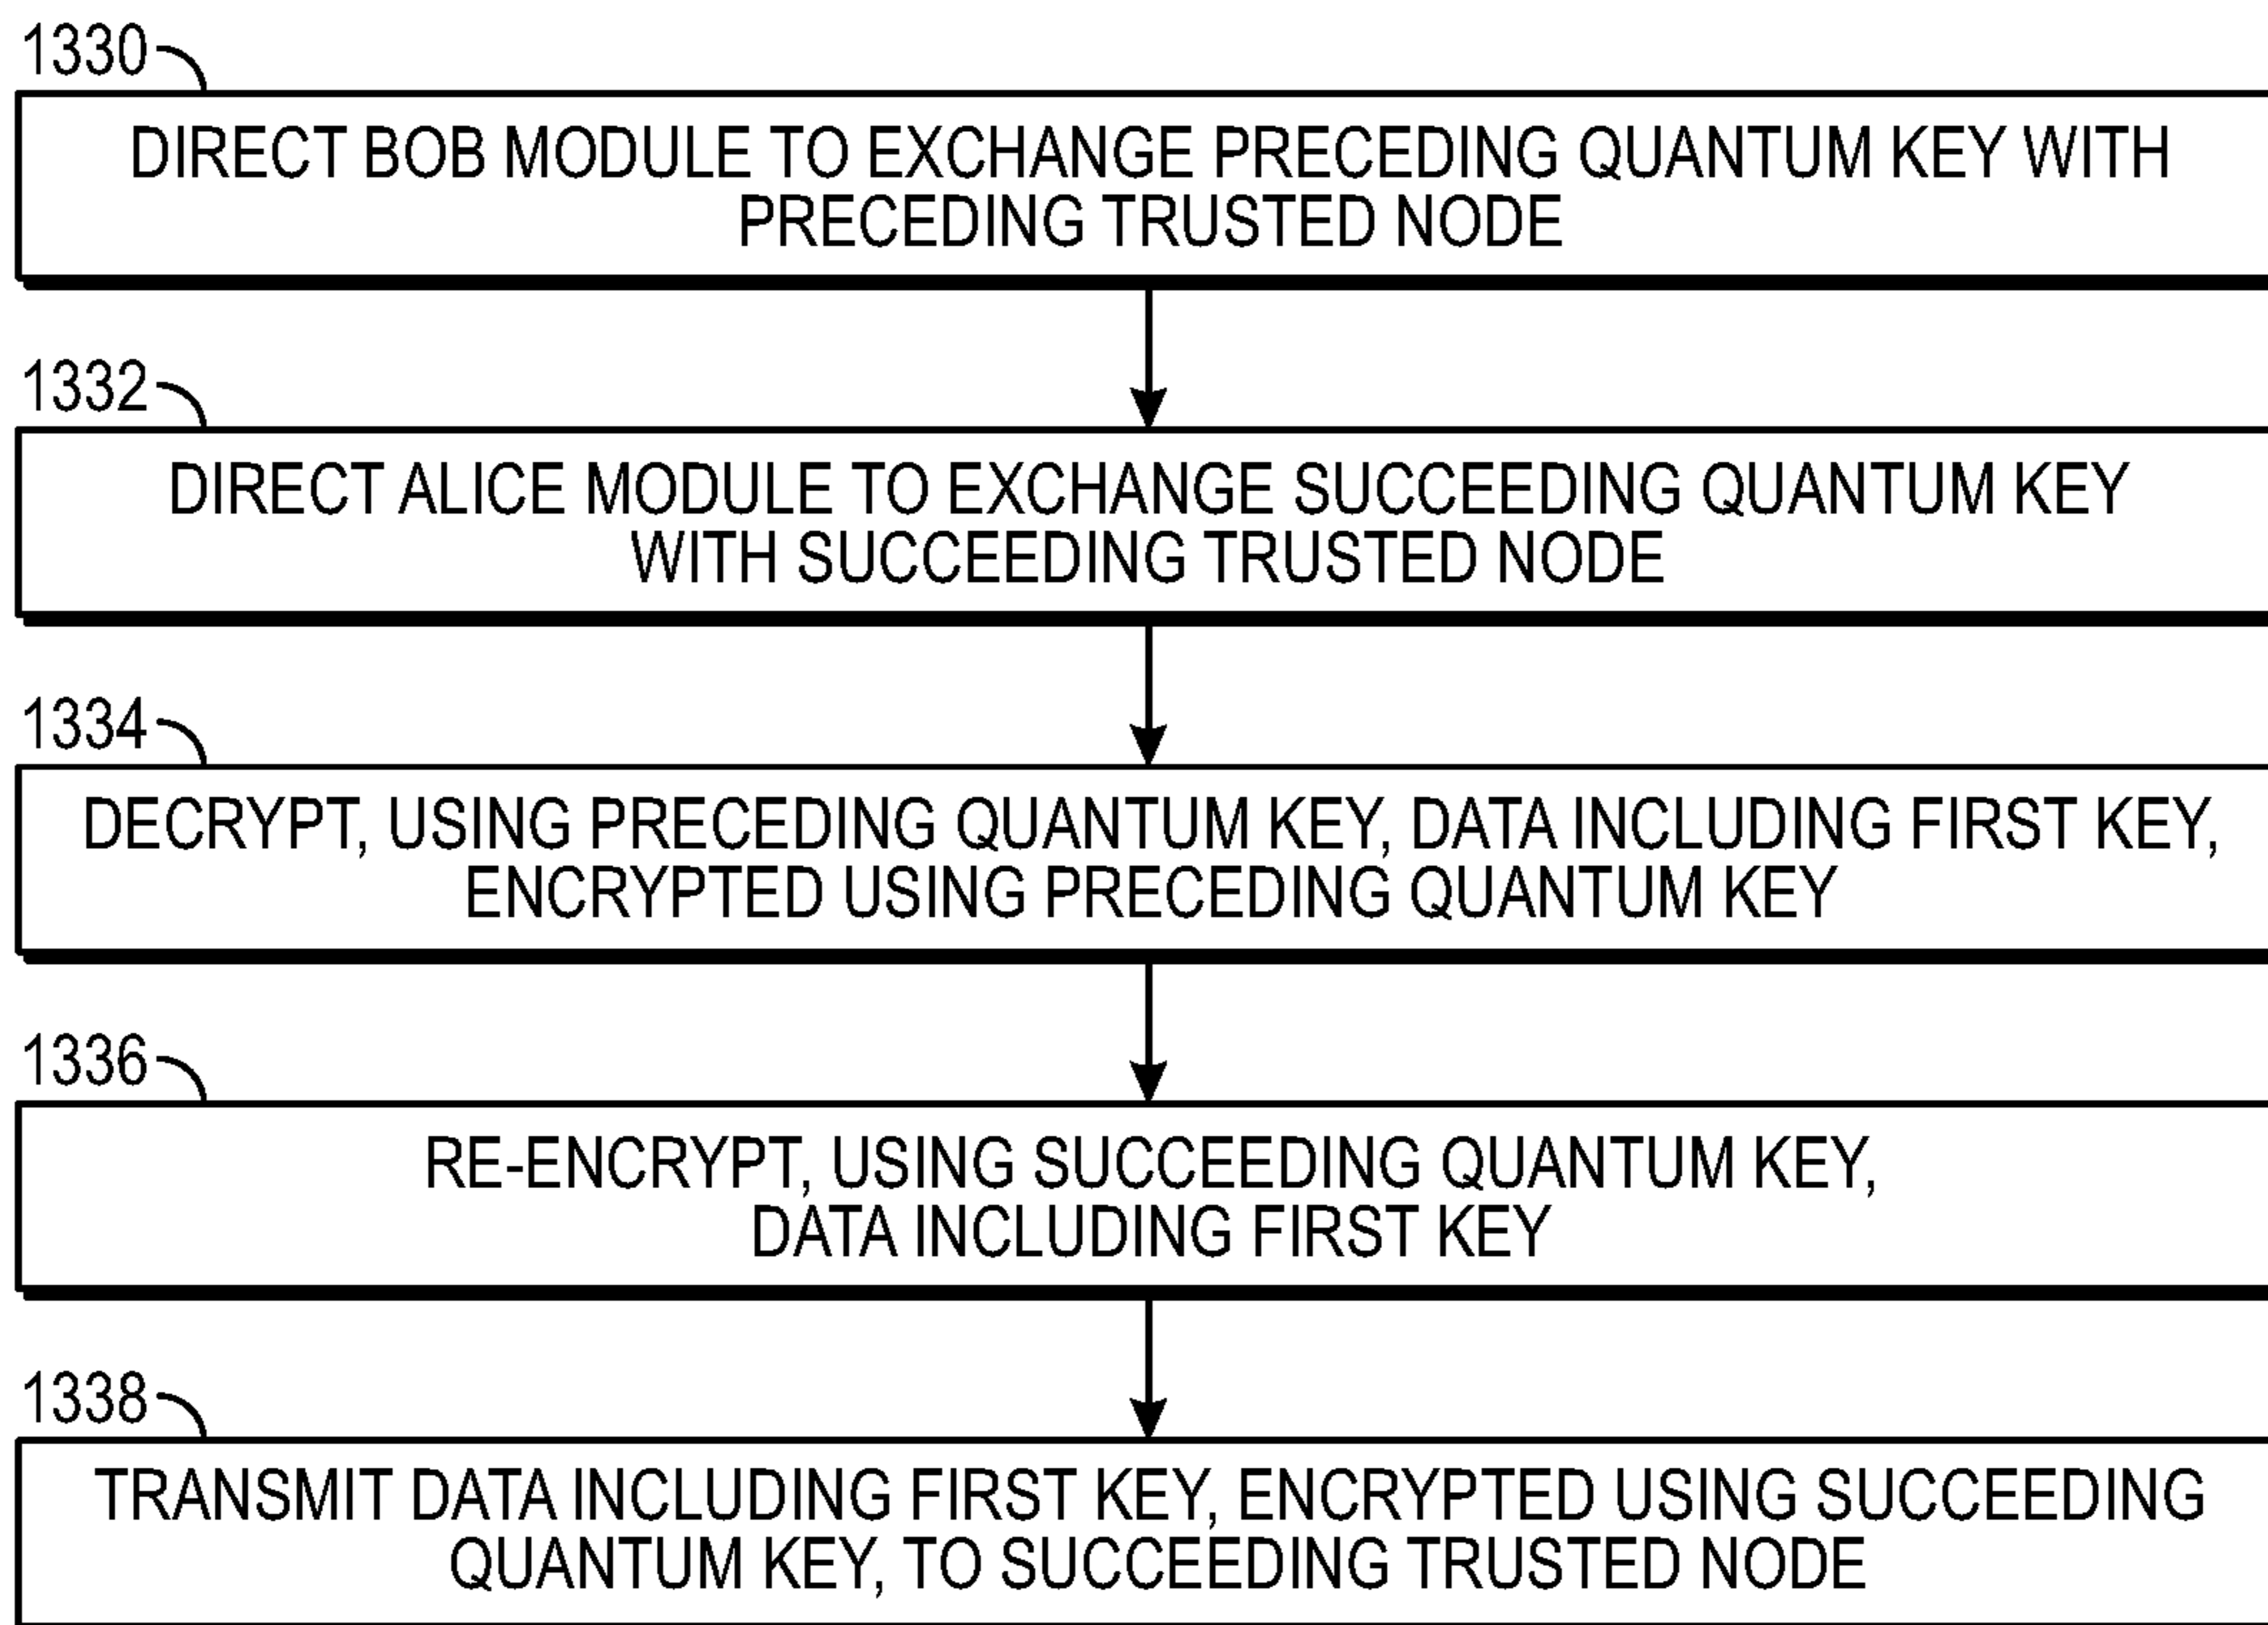 1330
DIRECT BOB MODULE TO EXCHANGE PRECEDING QUANTUM KEY WITH
PRECEDING TRUSTED NODE
1332
DIRECT ALICE MODULE TO EXCHANGE SUCCEEDING QUANTUM KEY
WITH SUCCEEDING TRUSTED NODE
1334
DECRYPT, USING PRECEDING QUANTUM KEY, DATA INCLUDING FIRST KEY,
ENCRYPTED USING PRECEDING QUANTUM KEY
1336
RE-ENCRYPT, USING SUCCEEDING QUANTUM KEY,
DATA INCLUDING FIRST KEY
1338
TRANSMIT DATA INCLUDING FIRST KEY, ENCRYPTED USING SUCCEEDING
QUANTUM KEY, TO SUCCEEDING TRUSTED NODE